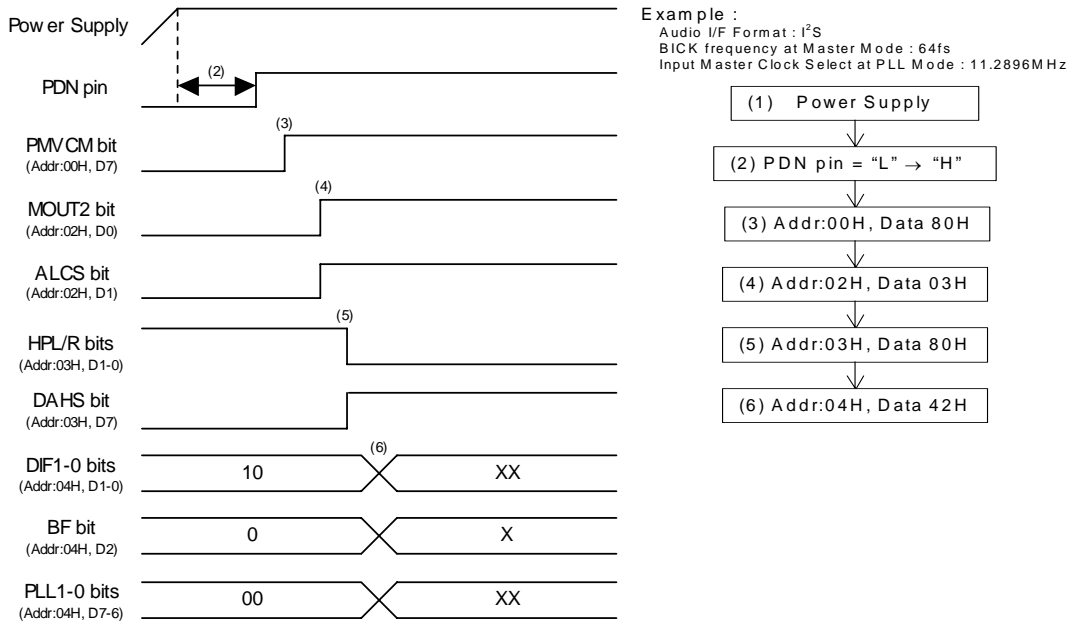 Power Supply
(2)
PDN pin
(3)
PMVCM bit
(Addr:00H, D7)
(4)
MOUT2 bit
(Addr:02H, D0)
ALCS bit
(Addr:02H, D1)
(5)
HPL/R bits
(Addr:03H, D1-0)
DAHS bit
(Addr:03H, D7)
(6)
DIF1-0 bits
(Addr:04H, D1-0)
10
XX
BF bit
(Addr:04H, D2)
0
X
PLL1-0 bits
(Addr:04H, D7-6)
00
XX
Example :
Audio I/F Format : I²S
BICK frequency at Master Mode : 64fs
Input Master Clock Select at PLL Mode : 11.2896MHz
(1) Power Supply
(2) PDN pin = “L” → “H”
(3) Addr:00H, Data 80H
(4) Addr:02H, Data 03H
(5) Addr:03H, Data 80H
(6) Addr:04H, Data 42H